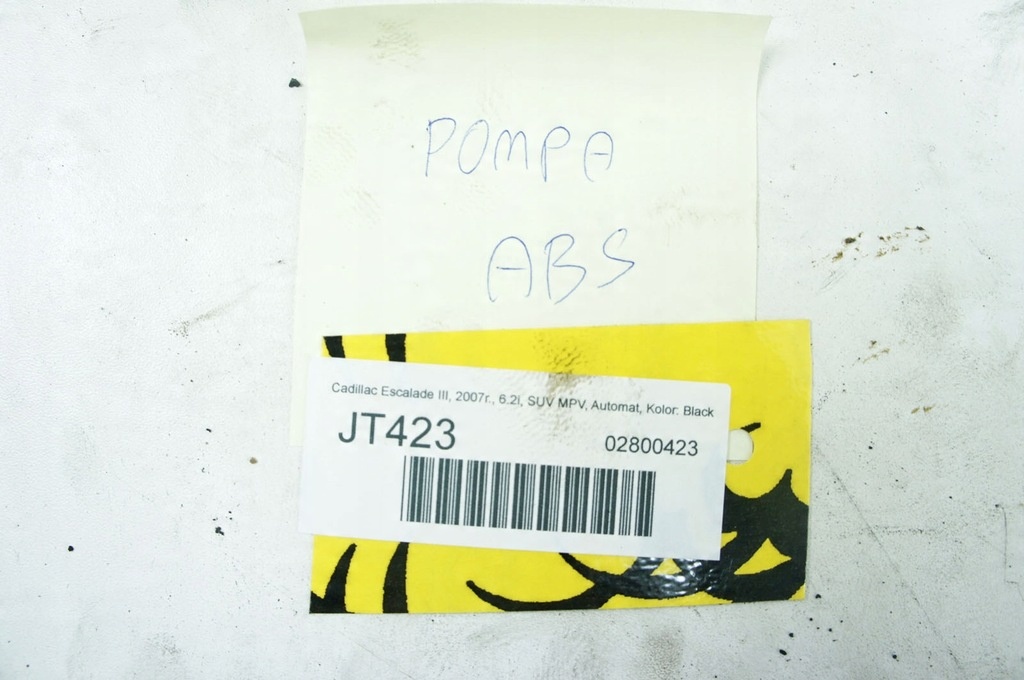 POMPA
ABS
Cadillac Escalade III, 2007r., 6.2l, SUV MPV, Automat, Kolor: Black
JT423 02800423